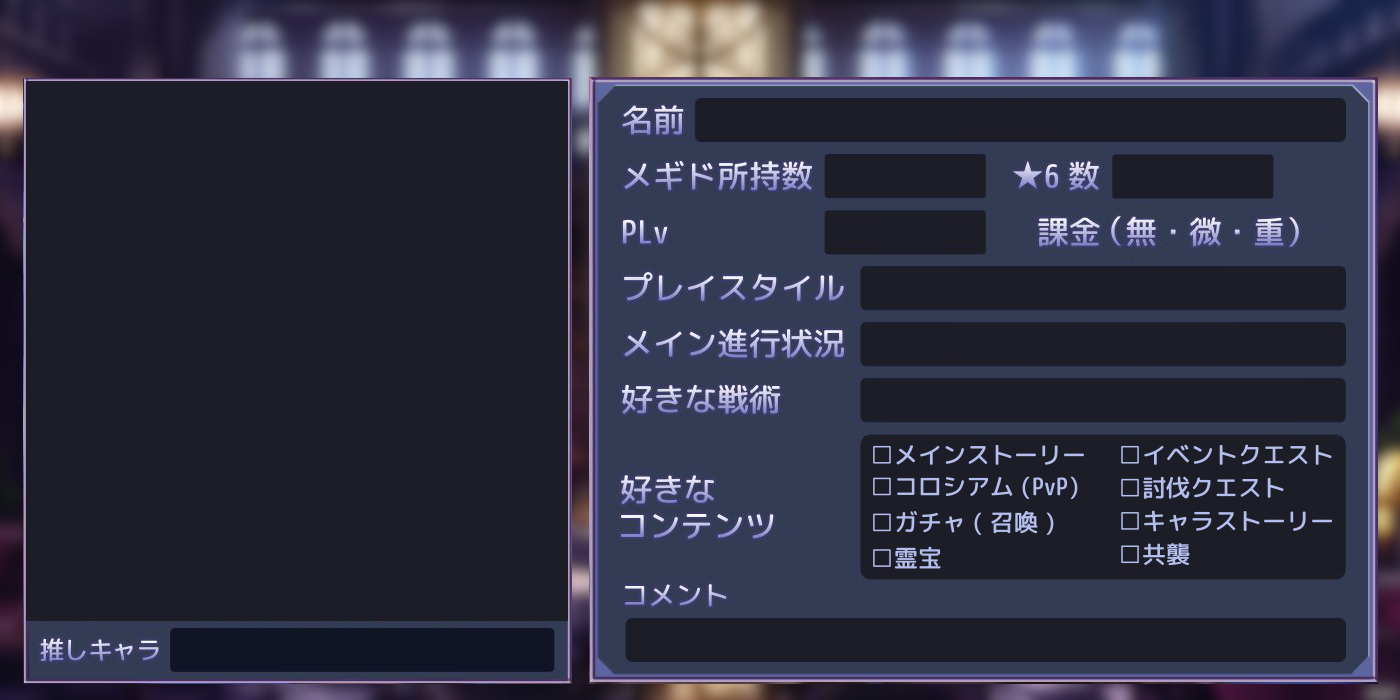 名前
メギド所持数 ★6 数
PLv 課金(無・微・重)
プレイスタイル
メイン進行状況
好きな戦術
好きな
コンテンツ
□メインストーリー □イベントクエスト
□コロシアム (PvP) □討伐クエスト
□ガチャ ( 召喚 ) □キャラストーリー
□霊宝 □共襲
コメント
推しキャラ